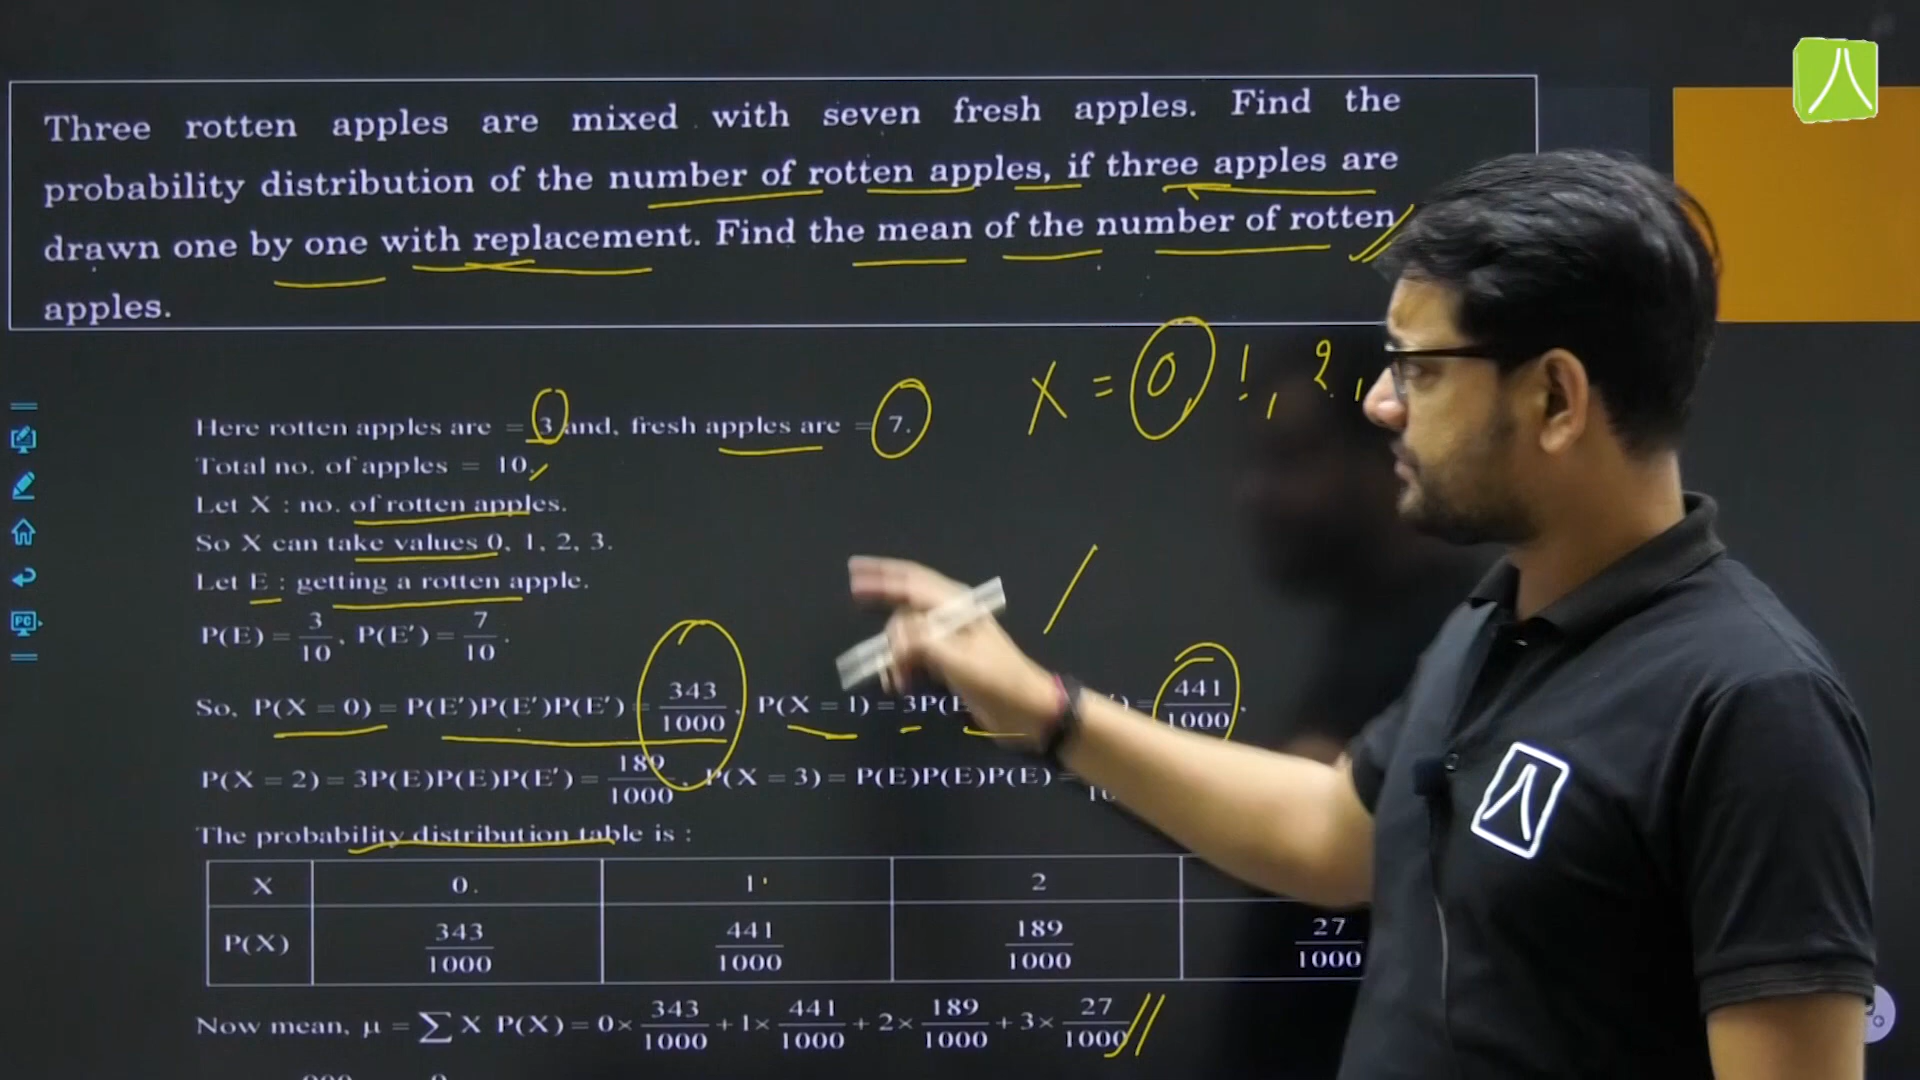 Three rotten apples are mixed with seven fresh apples. Find the
probability distribution of the number of rotten apples, if three apples are
drawn one by one with replacement. Find the mean of the number of rotten
apples.
X = 0, 1, 2,
Here rotten apples are = 3 and, fresh apples are = 7.
Total no. of apples = 10.
Let X : no. of rotten apples.
So X can take values 0, 1, 2, 3.
Let E : getting a rotten apple.
P(E) = 3/10, P(E′) = 7/10.
So, P(X = 0) = P(E′)P(E′)P(E′) = 343/1000, P(X = 1) = 3P(E ) = 441/1000.
P(X = 2) = 3P(E)P(E)P(E′) = 189/1000, P(X = 3) = P(E)P(E)P(E) =
The probability distribution table is :
X 0. 1 2
P(X) 343/1000 441/1000 189/1000 27/1000
Now mean, μ = ∑ X P(X) = 0× 343/1000 + 1× 441/1000 + 2× 189/1000 + 3× 27/1000
PC